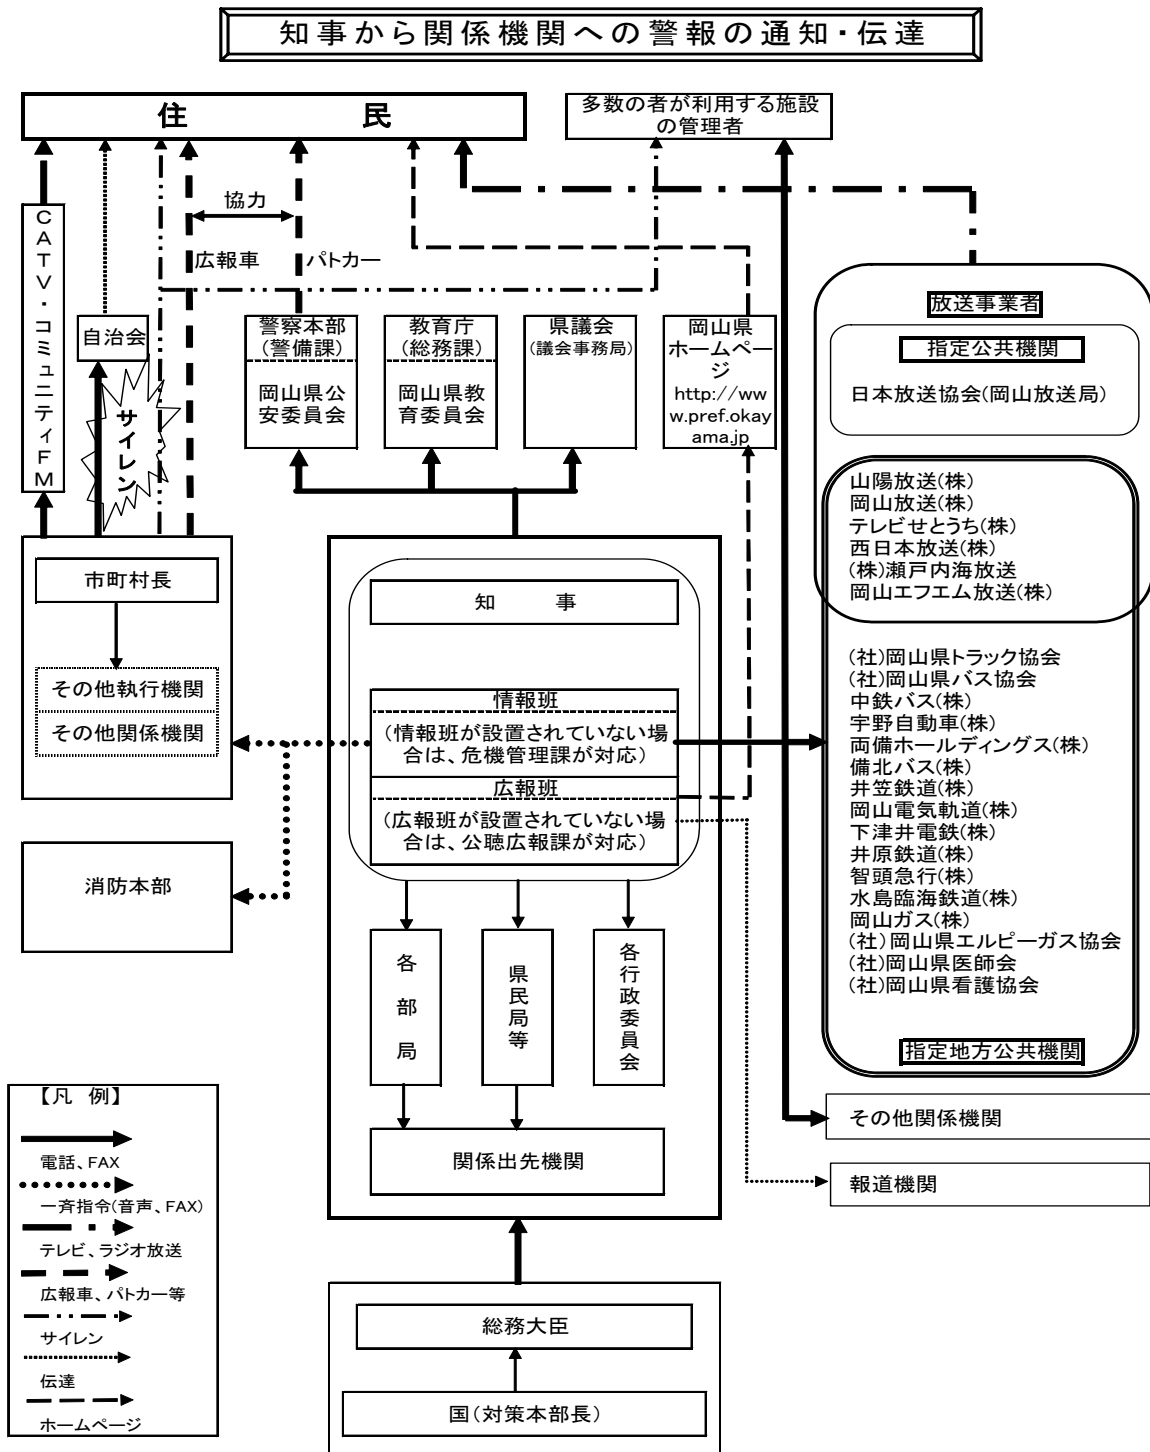 知事から関係機関への警報の通知・伝達
住　民
多数の者が利用する施設
の管理者
協力
広報車
パトカー
CATV・コミュニティFM
自治会
サイレン
警察本部
(警備課)
岡山県公
安委員会
教育庁
(総務課)
岡山県教
育委員会
県議会
(議会事務局)
岡山県
ホームペー
ジ
http://ww
w.pref.okay
ama.jp
放送事業者
指定公共機関
日本放送協会(岡山放送局)
山陽放送(株)
岡山放送(株)
テレビせとうち(株)
西日本放送(株)
(株)瀬戸内海放送
岡山エフエム放送(株)
(社)岡山県トラック協会
(社)岡山県バス協会
中鉄バス(株)
宇野自動車(株)
両備ホールディングス(株)
備北バス(株)
井笠鉄道(株)
岡山電気軌道(株)
下津井電鉄(株)
井原鉄道(株)
智頭急行(株)
水島臨海鉄道(株)
岡山ガス(株)
(社)岡山県エルピーガス協会
(社)岡山県医師会
(社)岡山県看護協会
指定地方公共機関
その他関係機関
報道機関
市町村長
その他執行機関
その他関係機関
消防本部
知　事
情報班
(情報班が設置されていない場
合は、危機管理課が対応)
広報班
(広報班が設置されていない場
合は、公聴広報課が対応)
各部局
県民局等
各行政委員会
関係出先機関
総務大臣
国(対策本部長)
【凡 例】
電話、FAX
一斉指令(音声、FAX)
テレビ、ラジオ放送
広報車、パトカー等
サイレン
伝達
ホームページ